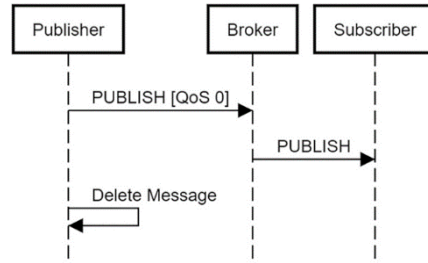 Publisher
Broker
Subscriber
PUBLISH [QoS 0]
PUBLISH
Delete Message